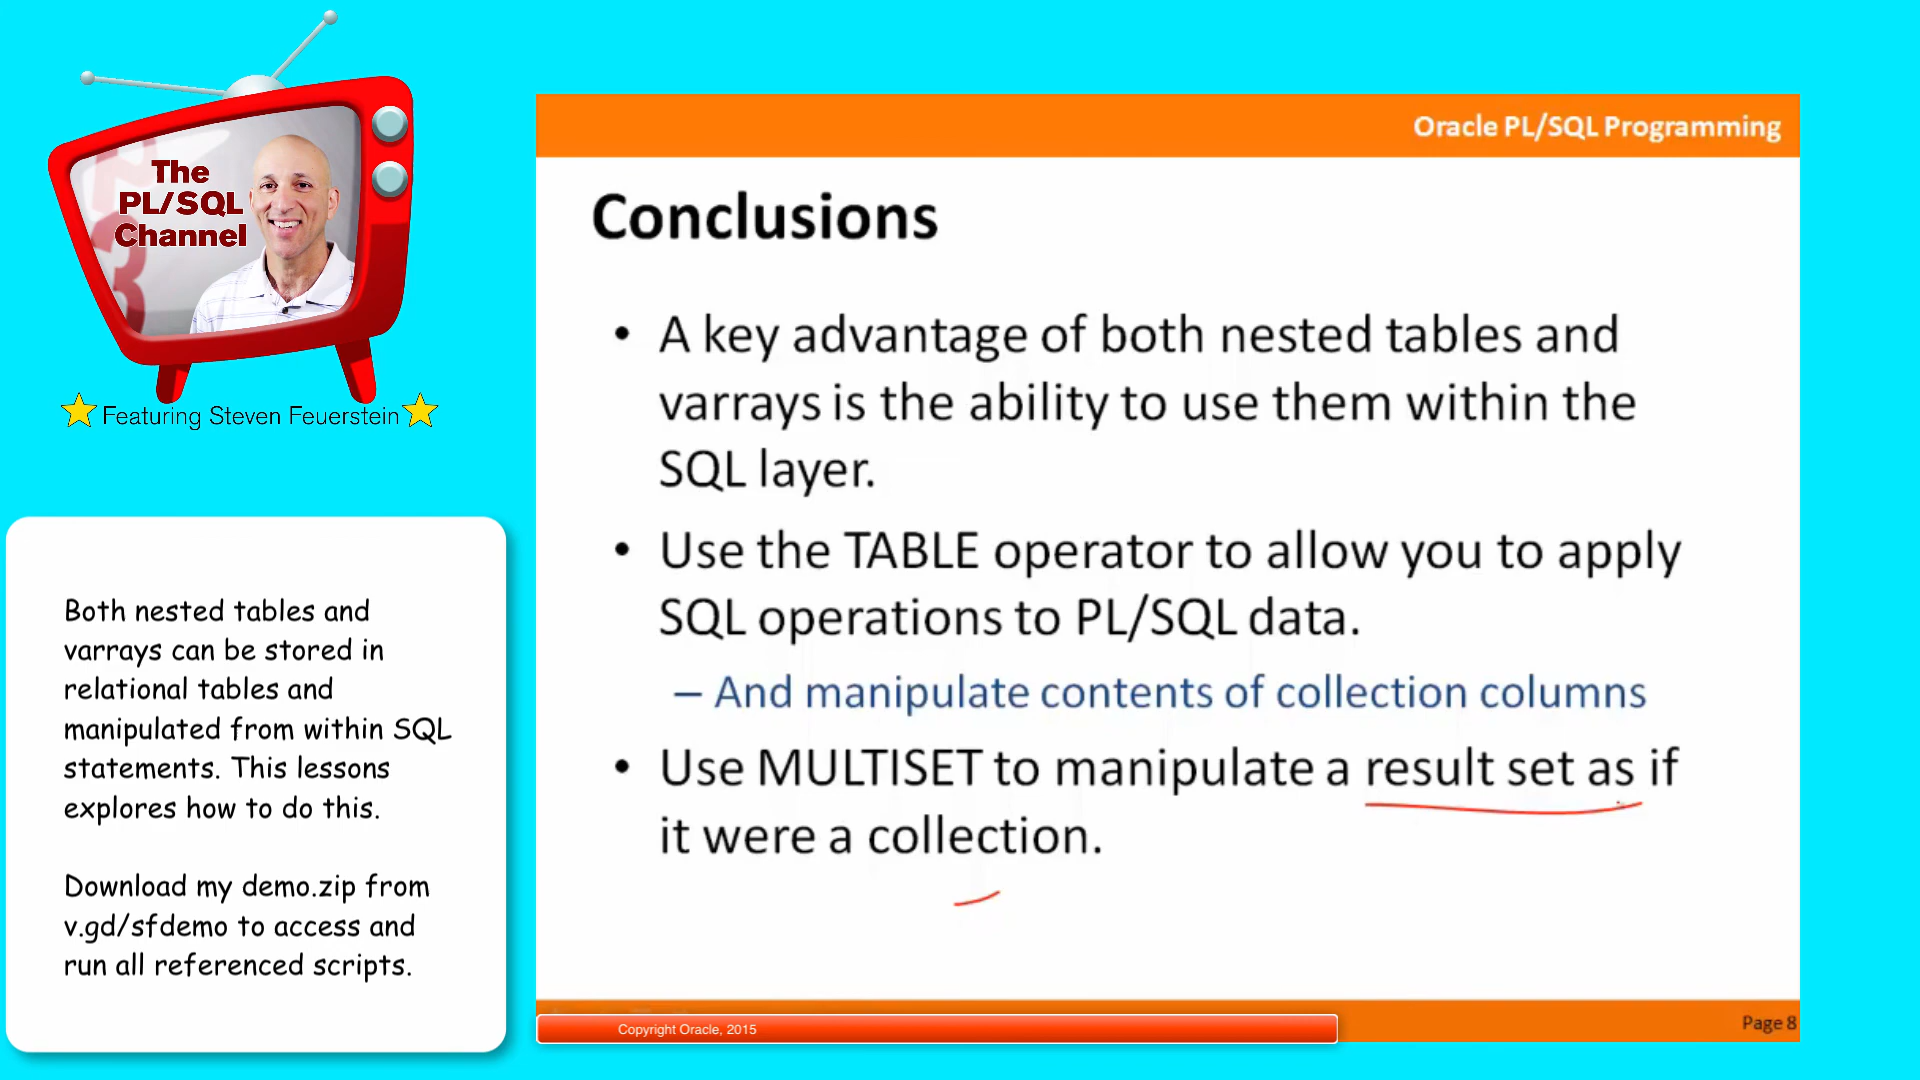 The
PL/SQL
Channel
Featuring Steven Feuerstein
Both nested tables and
varrays can be stored in
relational tables and
manipulated from within SQL
statements. This lessons
explores how to do this.
Download my demo.zip from
v.gd/sfdemo to access and
run all referenced scripts.
Oracle PL/SQL Programming
Conclusions
• A key advantage of both nested tables and
varrays is the ability to use them within the
SQL layer.
• Use the TABLE operator to allow you to apply
SQL operations to PL/SQL data.
– And manipulate contents of collection columns
• Use MULTISET to manipulate a result set as if
it were a collection.
Copyright Oracle, 2015
Page 8